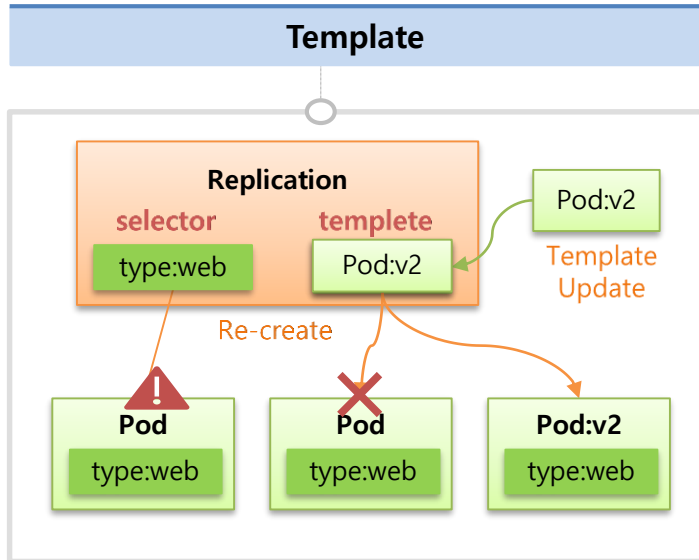 Template
Replication
selector
templete
type:web
Pod:v2
Pod:v2
Template
Update
Re-create
!
Pod
type:web
Pod
type:web
Pod:v2
type:web